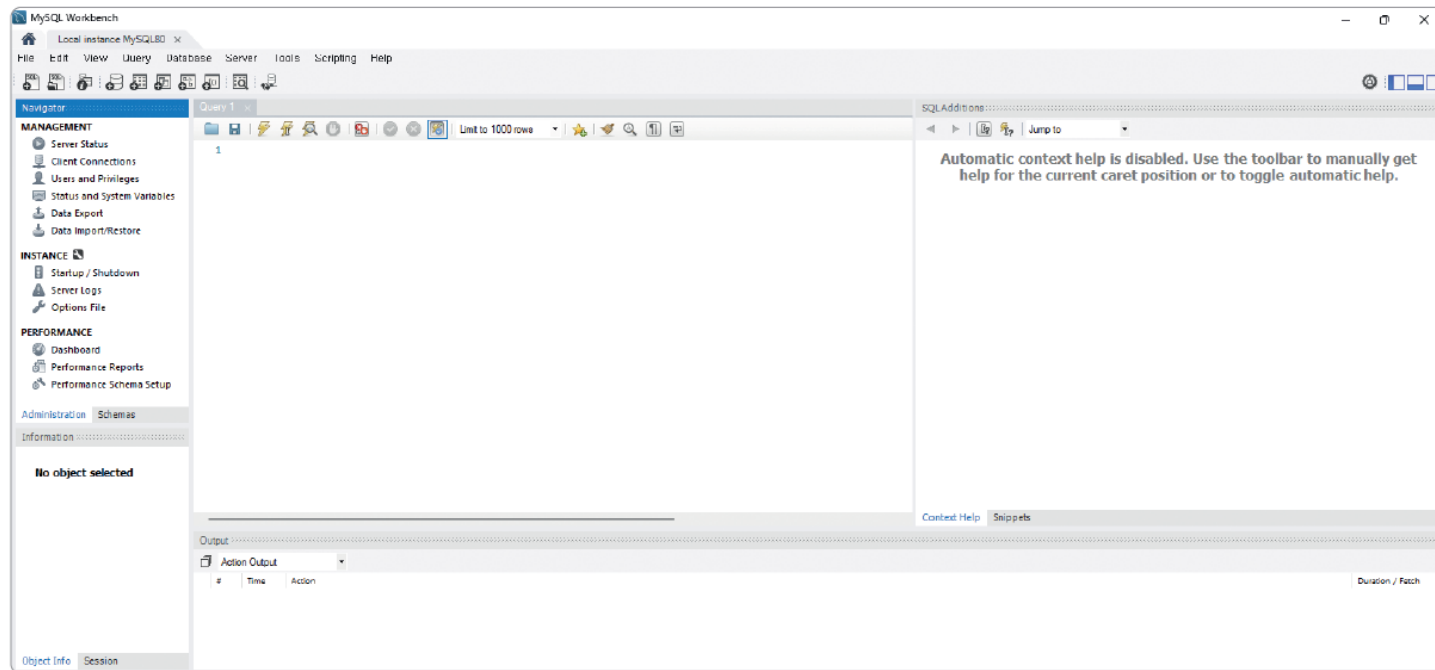 MySQL Workbench
Local instance MySQL80 ×
File Edit View Query Database Server Tools Scripting Help
Navigator
MANAGEMENT
Server Status
Client Connections
Users and Privileges
Status and System Variables
Data Export
Data Import/Restore
INSTANCE
Startup / Shutdown
Server Logs
Options File
PERFORMANCE
Dashboard
Performance Reports
Performance Schema Setup
Administration Schemas
Information
No object selected
Object Info Session
Query 1 ×
Limit to 1000 rows
1
SQLAdditions
Jump to
Automatic context help is disabled. Use the toolbar to manually get
help for the current caret position or to toggle automatic help.
Context Help Snippets
Output
Action Output
# Time Action Duration / Fetch